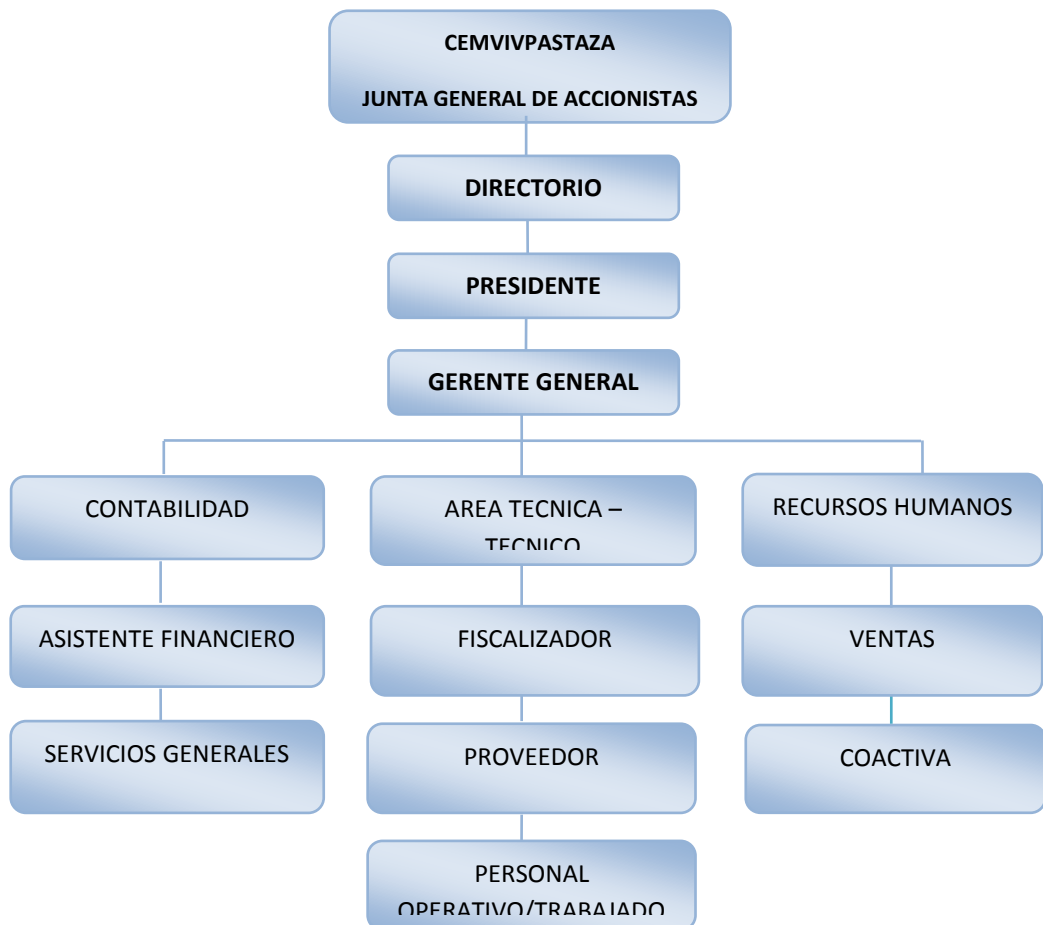 CEMVIVPASTAZA
JUNTA GENERAL DE ACCIONISTAS
DIRECTORIO
PRESIDENTE
GERENTE GENERAL
CONTABILIDAD
AREA TECNICA –
TECNICO
RECURSOS HUMANOS
ASISTENTE FINANCIERO
FISCALIZADOR
VENTAS
SERVICIOS GENERALES
PROVEEDOR
COACTIVA
PERSONAL
OPERATIVO/TRABAJADO